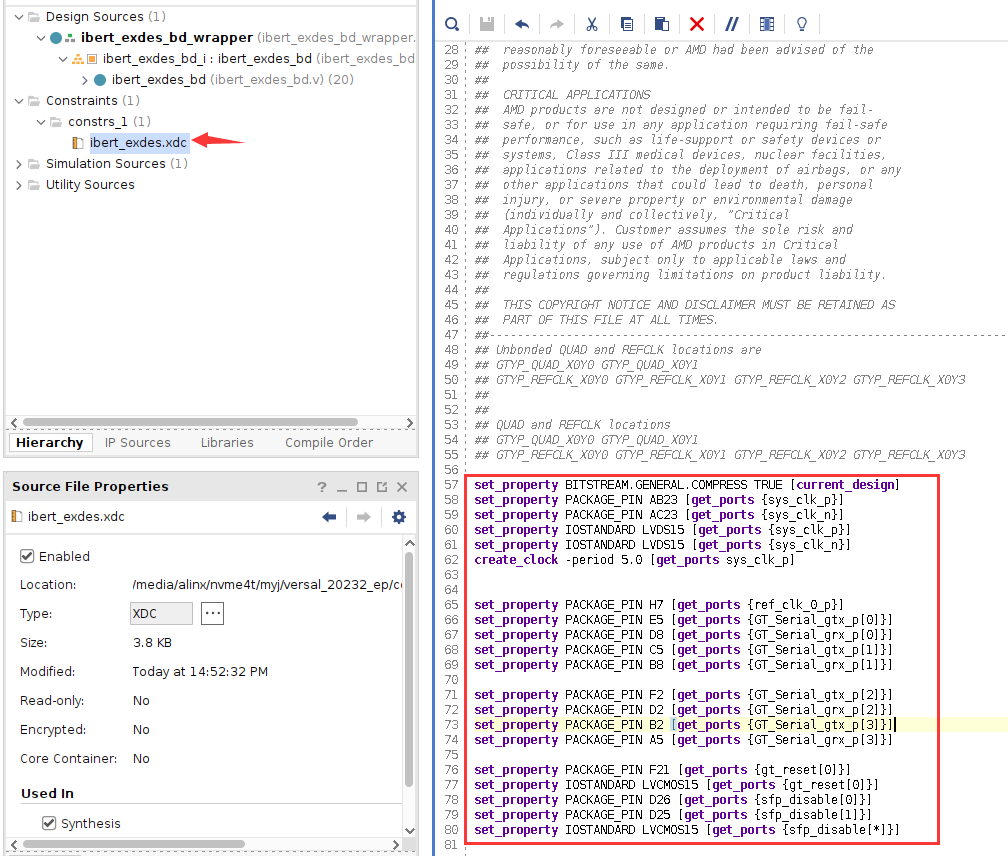 Design Sources (1)
ibert_exdes_bd_wrapper (ibert_exdes_bd_wrapper.
ibert_exdes_bd_i : ibert_exdes_bd (ibert_exdes_bd
ibert_exdes_bd (ibert_exdes_bd.v) (20)
Constraints (1)
constrs_1 (1)
ibert_exdes.xdc
Simulation Sources (1)
Utility Sources
Hierarchy IP Sources Libraries Compile Order
Source File Properties
ibert_exdes.xdc
Enabled
Location: /media/alinx/nvme4t/myj/versal_20232_ep/co
Type: XDC
Size: 3.8 KB
Modified: Today at 14:52:32 PM
Read-only: No
Encrypted: No
Core Container: No
Used In
Synthesis
28 ## reasonably foreseeable or AMD had been advised of the
29 ## possibility of the same.
30 ##
31 ## CRITICAL APPLICATIONS
32 ## AMD products are not designed or intended to be fail-
33 ## safe, or for use in any application requiring fail-safe
34 ## performance, such as life-support or safety devices or
35 ## systems, Class III medical devices, nuclear facilities,
36 ## applications related to the deployment of airbags, or any
37 ## other applications that could lead to death, personal
38 ## injury, or severe property or environmental damage
39 ## (individually and collectively, "Critical
40 ## Applications"). Customer assumes the sole risk and
41 ## liability of any use of AMD products in Critical
42 ## Applications, subject only to applicable laws and
43 ## regulations governing limitations on product liability.
44 ##
45 ## THIS COPYRIGHT NOTICE AND DISCLAIMER MUST BE RETAINED AS
46 ## PART OF THIS FILE AT ALL TIMES.
47 ##------------------------------------------------------------------------
48 ## Unbonded QUAD and REFCLK locations are
49 ## GTYP_QUAD_X0Y0 GTYP_QUAD_X0Y1
50 ## GTYP_REFCLK_X0Y0 GTYP_REFCLK_X0Y1 GTYP_REFCLK_X0Y2 GTYP_REFCLK_X0Y3
51 ##
52 ##
53 ## QUAD and REFCLK locations
54 ## GTYP_QUAD_X0Y0 GTYP_QUAD_X0Y1
55 ## GTYP_REFCLK_X0Y0 GTYP_REFCLK_X0Y1 GTYP_REFCLK_X0Y2 GTYP_REFCLK_X0Y3
56
57 set_property BITSTREAM.GENERAL.COMPRESS TRUE [current_design]
58 set_property PACKAGE_PIN AB23 [get_ports {sys_clk_p}]
59 set_property PACKAGE_PIN AC23 [get_ports {sys_clk_n}]
60 set_property IOSTANDARD LVDS15 [get_ports {sys_clk_p}]
61 set_property IOSTANDARD LVDS15 [get_ports {sys_clk_n}]
62 create_clock -period 5.0 [get_ports sys_clk_p]
63
64
65 set_property PACKAGE_PIN H7 [get_ports {ref_clk_0_p}]
66 set_property PACKAGE_PIN E5 [get_ports {GT_Serial_gtx_p[0]}]
67 set_property PACKAGE_PIN D8 [get_ports {GT_Serial_grx_p[0]}]
68 set_property PACKAGE_PIN C5 [get_ports {GT_Serial_gtx_p[1]}]
69 set_property PACKAGE_PIN B8 [get_ports {GT_Serial_grx_p[1]}]
70
71 set_property PACKAGE_PIN F2 [get_ports {GT_Serial_gtx_p[2]}]
72 set_property PACKAGE_PIN D2 [get_ports {GT_Serial_grx_p[2]}]
73 set_property PACKAGE_PIN B2 [get_ports {GT_Serial_gtx_p[3]}]
74 set_property PACKAGE_PIN A5 [get_ports {GT_Serial_grx_p[3]}]
75
76 set_property PACKAGE_PIN F21 [get_ports {gt_reset[0]}]
77 set_property IOSTANDARD LVCMOS15 [get_ports {gt_reset[0]}]
78 set_property PACKAGE_PIN D26 [get_ports {sfp_disable[0]}]
79 set_property PACKAGE_PIN D25 [get_ports {sfp_disable[1]}]
80 set_property IOSTANDARD LVCMOS15 [get_ports {sfp_disable[*]}]
81